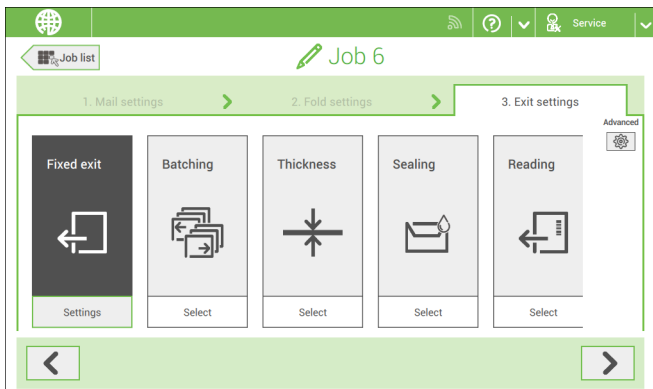 Service
Job list
Job 6
1. Mail settings
2. Fold settings
3. Exit settings
Advanced
Fixed exit
Batching
Thickness
Sealing
Reading
Settings
Select
Select
Select
Select